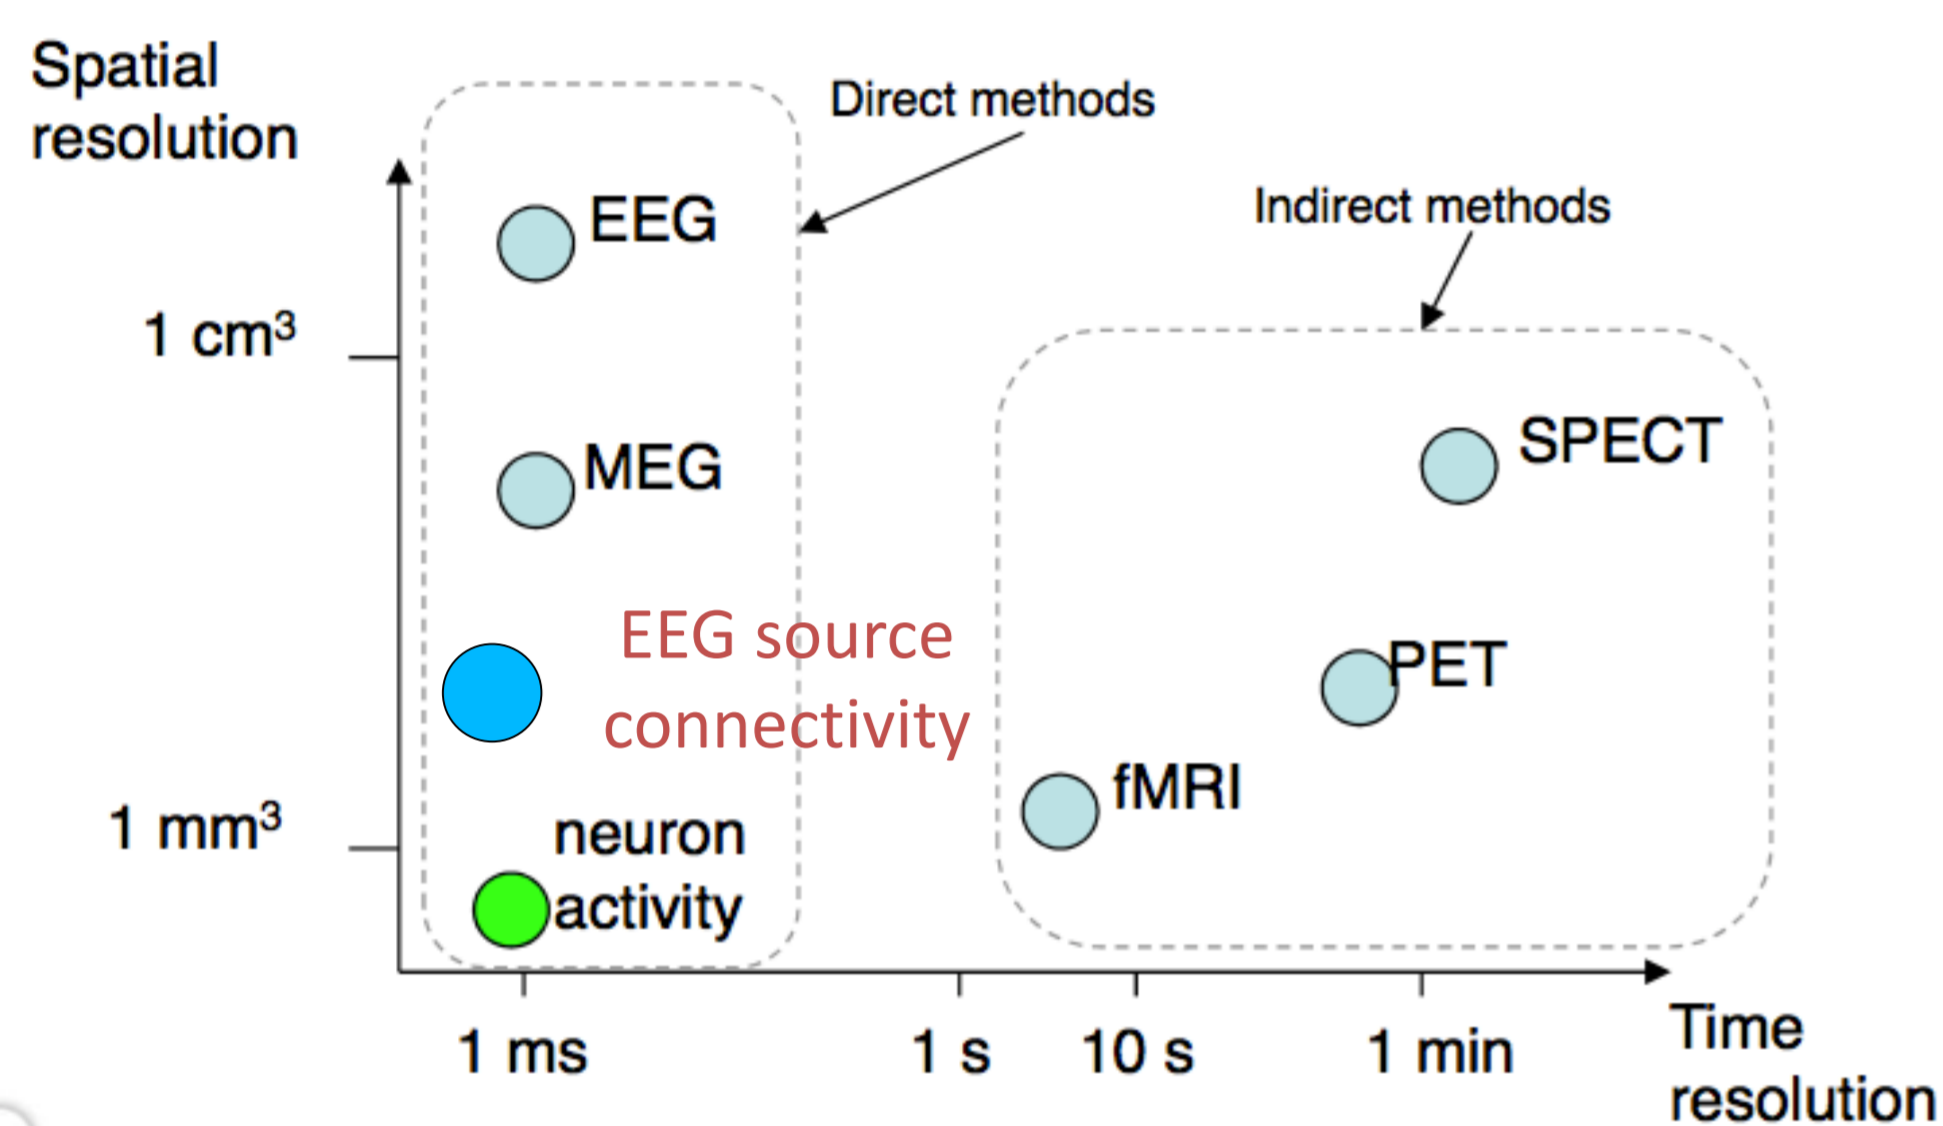 Spatial
resolution
Direct methods
Indirect methods
EEG
1 cm³
MEG
SPECT
EEG source
connectivity
PET
fMRI
1 mm³
neuron
activity
1 ms
1 s
10 s
1 min
Time
resolution